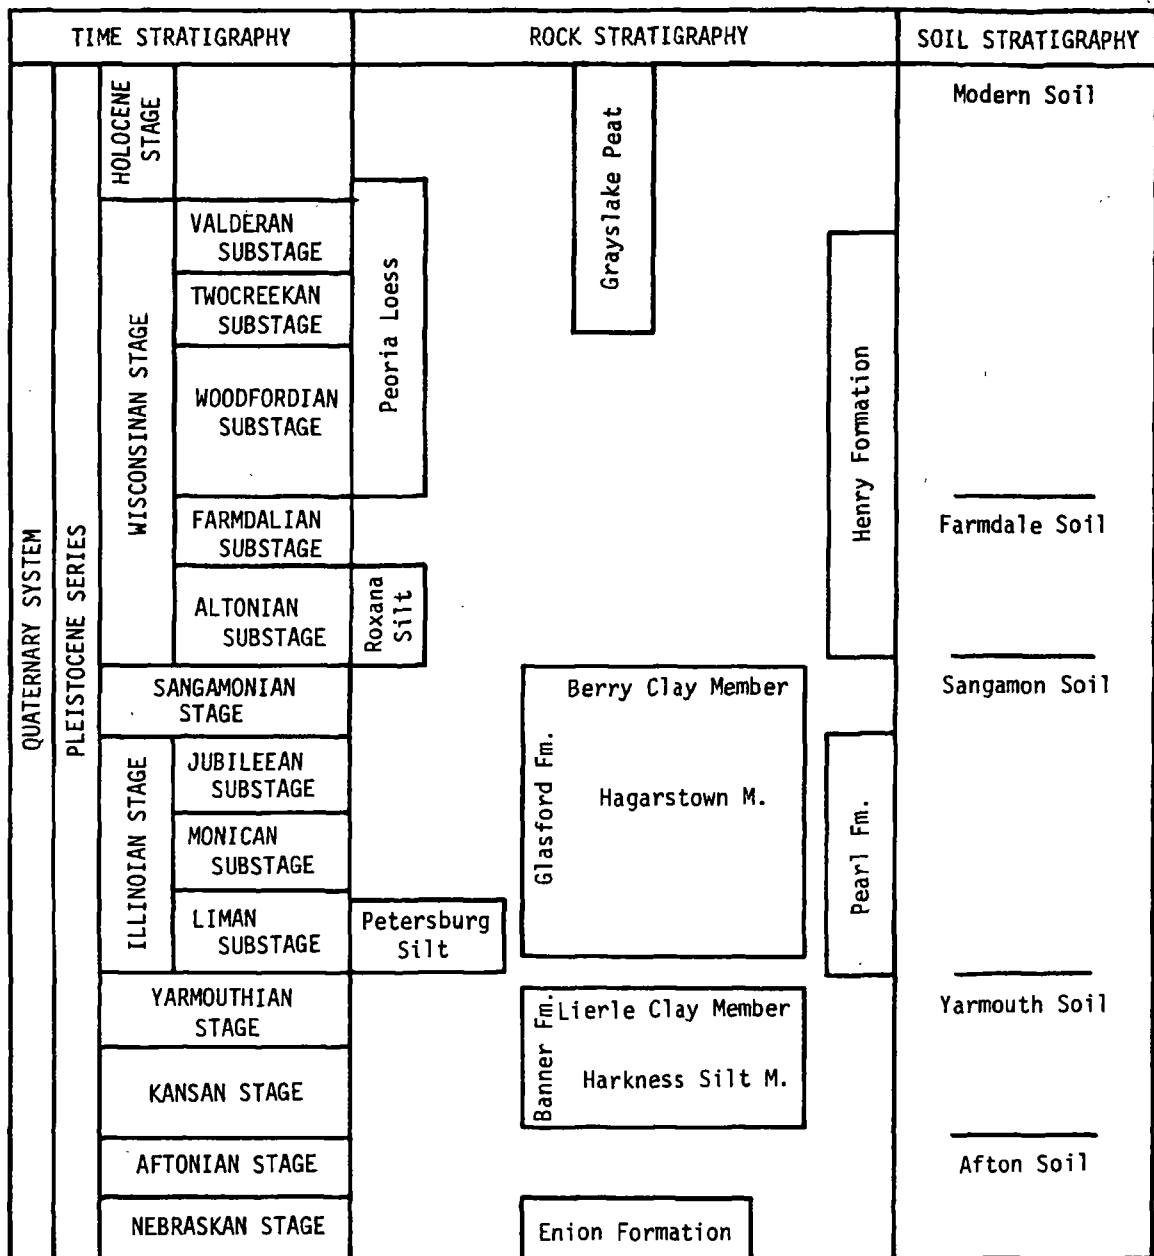 TIME STRATIGRAPHY
ROCK STRATIGRAPHY
SOIL STRATIGRAPHY
QUATERNARY SYSTEM
PLEISTOCENE SERIES
HOLOCENE
STAGE
WISCONSINAN STAGE
VALDERAN
SUBSTAGE
TWOCREEKAN
SUBSTAGE
WOODFORDIAN
SUBSTAGE
FARMDALIAN
SUBSTAGE
ALTONIAN
SUBSTAGE
SANGAMONIAN
STAGE
ILLINOIAN STAGE
JUBILEEAN
SUBSTAGE
MONICAN
SUBSTAGE
LIMAN
SUBSTAGE
YARMOUTHIAN
STAGE
KANSAN STAGE
AFTONIAN STAGE
NEBRASKAN STAGE
Peoria Loess
Roxana
Silt
Petersburg
Silt
Grayslake Peat
Glasford Fm.
Berry Clay Member
Hagarstown M.
Banner Fm.
Lierle Clay Member
Harkness Silt M.
Enion Formation
Henry Formation
Pearl Fm.
Modern Soil
Farmdale Soil
Sangamon Soil
Yarmouth Soil
Afton Soil